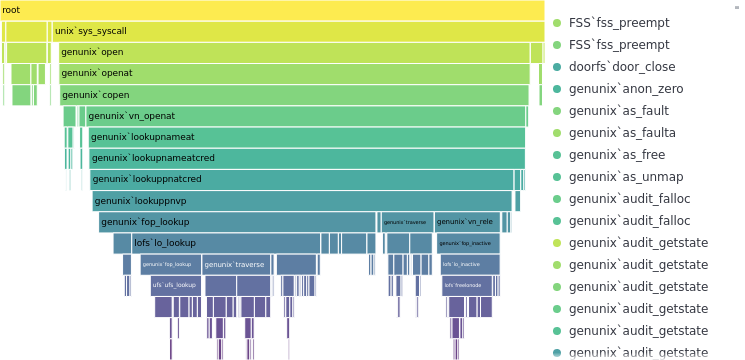 root
unix`sys_syscall
genunix`open
genunix`openat
genunix`copen
genunix`vn_openat
genunix`lookupnameat
genunix`lookupnameatcred
genunix`lookuppnatcred
genunix`lookuppnvp
genunix`fop_lookup
genunix`traverse
genunix`vn_rele
lofs`lo_lookup
genunix`fop_inactive
genunix`fop_lookup
genunix`traverse
lofs`lo_inactive
ufs`ufs_lookup
lofs`freelonode
FSS`fss_preempt
FSS`fss_preempt
doorfs`door_close
genunix`anon_zero
genunix`as_fault
genunix`as_faulta
genunix`as_free
genunix`as_unmap
genunix`audit_falloc
genunix`audit_falloc
genunix`audit_getstate
genunix`audit_getstate
genunix`audit_getstate
genunix`audit_getstate
genunix`audit_getstate
genunix`audit_getstate